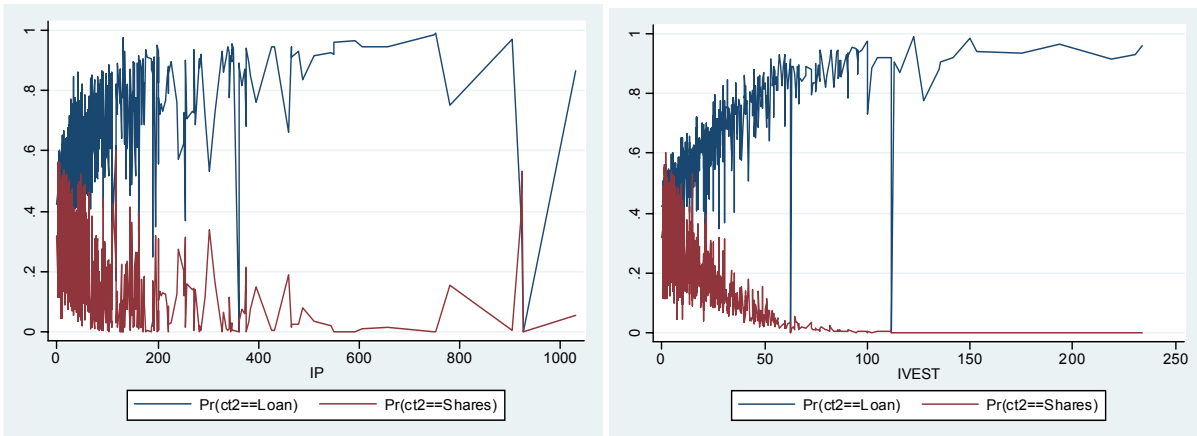 1
.8
.6
.4
.2
0
0 200 400 600 800 1000
IP
Pr(ct2==Loan) Pr(ct2==Shares)
1
.8
.6
.4
.2
0
0 50 100 150 200 250
IVEST
Pr(ct2==Loan) Pr(ct2==Shares)